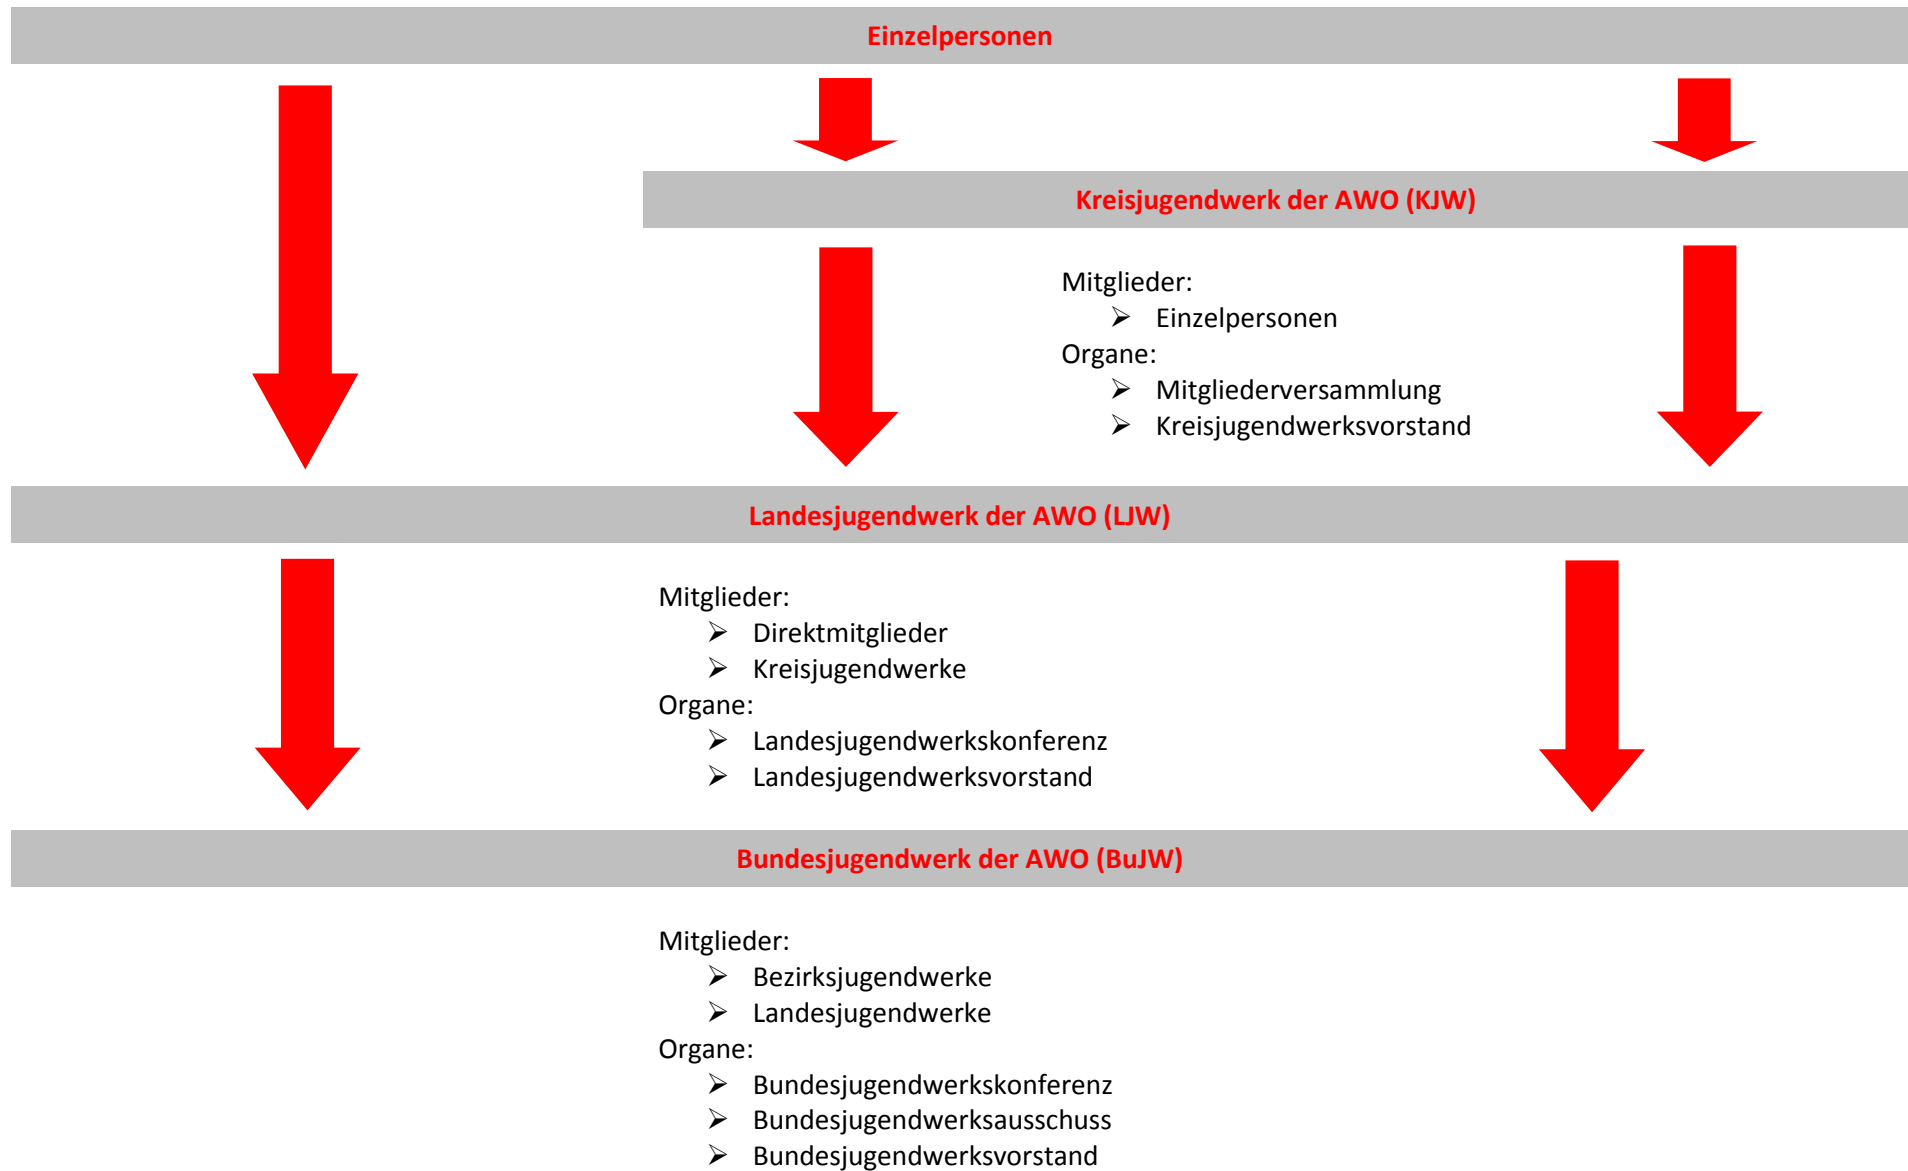 Einzelpersonen
Kreisjugendwerk der AWO (KJW)
Mitglieder:
➢ Einzelpersonen
Organe:
➢ Mitgliederversammlung
➢ Kreisjugendwerksvorstand
Landesjugendwerk der AWO (LJW)
Mitglieder:
➢ Direktmitglieder
➢ Kreisjugendwerke
Organe:
➢ Landesjugendwerkskonferenz
➢ Landesjugendwerksvorstand
Bundesjugendwerk der AWO (BuJW)
Mitglieder:
➢ Bezirksjugendwerke
➢ Landesjugendwerke
Organe:
➢ Bundesjugendwerkskonferenz
➢ Bundesjugendwerksausschuss
➢ Bundesjugendwerksvorstand